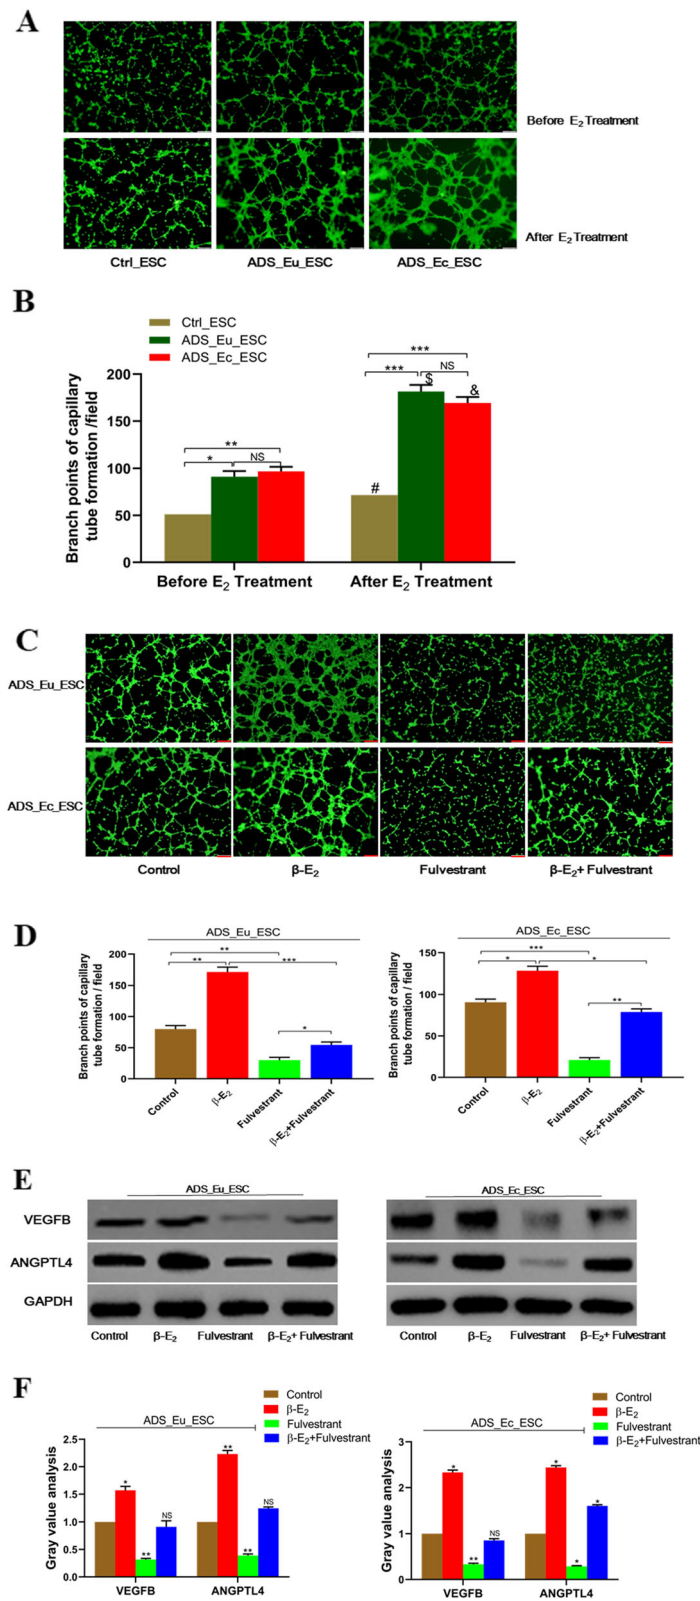 A
Before E₂ Treatment
After E₂ Treatment
Ctrl_ESC ADS_Eu_ESC ADS_Ec_ESC
B
Ctrl_ESC
ADS_Eu_ESC
ADS_Ec_ESC
Branch points of capillary
tube formation /field
200
150
100
50
0
** * NS
*** *** NS
# $ &
Before E₂ Treatment After E₂ Treatment
C
ADS_Eu_ESC
ADS_Ec_ESC
Control β-E₂ Fulvestrant β-E₂+ Fulvestrant
D
ADS_Eu_ESC
Branch points of capillary
tube formation / field
200
150
100
50
0
**
** ***
*
Control β-E₂ Fulvestrant β-E₂+Fulvestrant
ADS_Ec_ESC
Branch points of capillary
tube formation / field
150
100
50
0
***
* *
**
Control β-E₂ Fulvestrant β-E₂+Fulvestrant
E
ADS_Eu_ESC ADS_Ec_ESC
VEGFB
ANGPTL4
GAPDH
Control β-E₂ Fulvestrant β-E₂+ Fulvestrant
Control β-E₂ Fulvestrant β-E₂+ Fulvestrant
F
Control
β-E₂
Fulvestrant
β-E₂+Fulvestrant
ADS_Eu_ESC
Gray value analysis
2.5
2.0
1.5
1.0
0.5
0.0
* ** NS ** ** NS
VEGFB ANGPTL4
Control
β-E₂
Fulvestrant
β-E₂+Fulvestrant
ADS_Ec_ESC
Gray value analysis
3
2
1
0
* ** NS * * *
VEGFB ANGPTL4